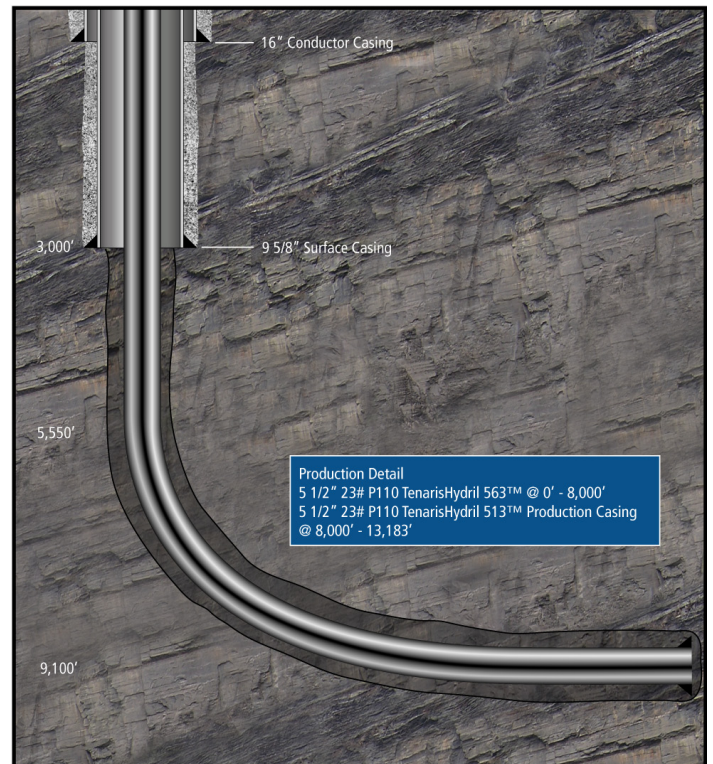 16” Conductor Casing
3,000’
9 5/8” Surface Casing
5,550’
Production Detail
5 1/2” 23# P110 TenarisHydril 563™ @ 0’ - 8,000’
5 1/2” 23# P110 TenarisHydril 513™ Production Casing
@ 8,000’ - 13,183’
9,100’